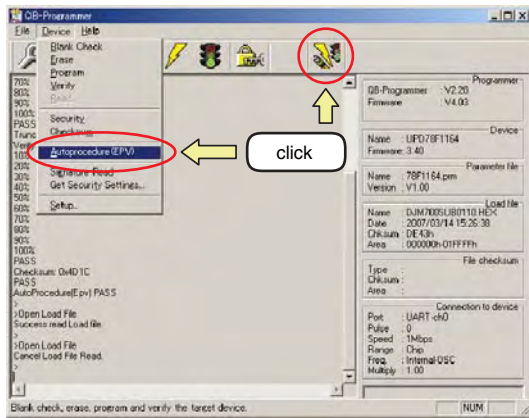 QB-Programmer
File Device Help
Blank Check
Erase
Program
Verify
Read...
Security
Checksum
Autoprocedure(EPV)
Signature Read
Get Security Settings...
Setup...
click
70%
80%
90%
100%
PASS
10%
20%
30%
40%
50%
60%
70%
80%
90%
100%
PASS
Checksum: 0x4D1C
PASS
AutoProcedure(Epv) PASS
>
>Open Load File
Success read Load file.
>
>Open Load File
Cancel Load File Read.
>
Programmer
QB-Programmer : V2.20
Firmware : V4.03
Device
Name : UPD78F1164
Firmware: 3.40
Parameter file
Name : 78F1164.prm
Version : V1.00
Load file
Name : DJM700SUB0110.HEX
Date : 2007/03/14 15:26:38
Chksum : DE43h
Area : 000000h-01FFFFh
File checksum
Type :
Chksum :
Area :
Connection to device
Port : UART-ch0
Pulse : 0
Speed : 1Mbps
Range : Chip
Freq. : Internal-OSC
Multiply : 1.00
Blank check, erase, program and verify the target device.
NUM